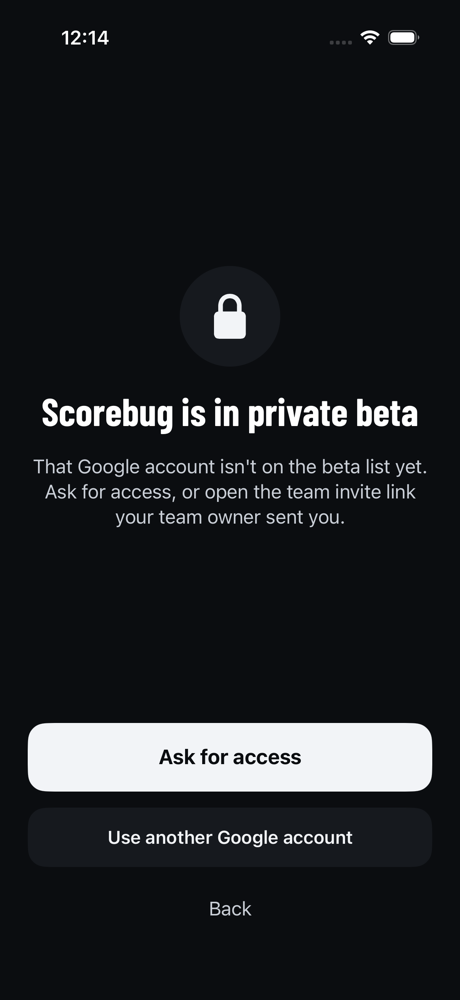 12:14
Scorebug is in private beta
That Google account isn't on the beta list yet.
Ask for access, or open the team invite link
your team owner sent you.
Ask for access
Use another Google account
Back